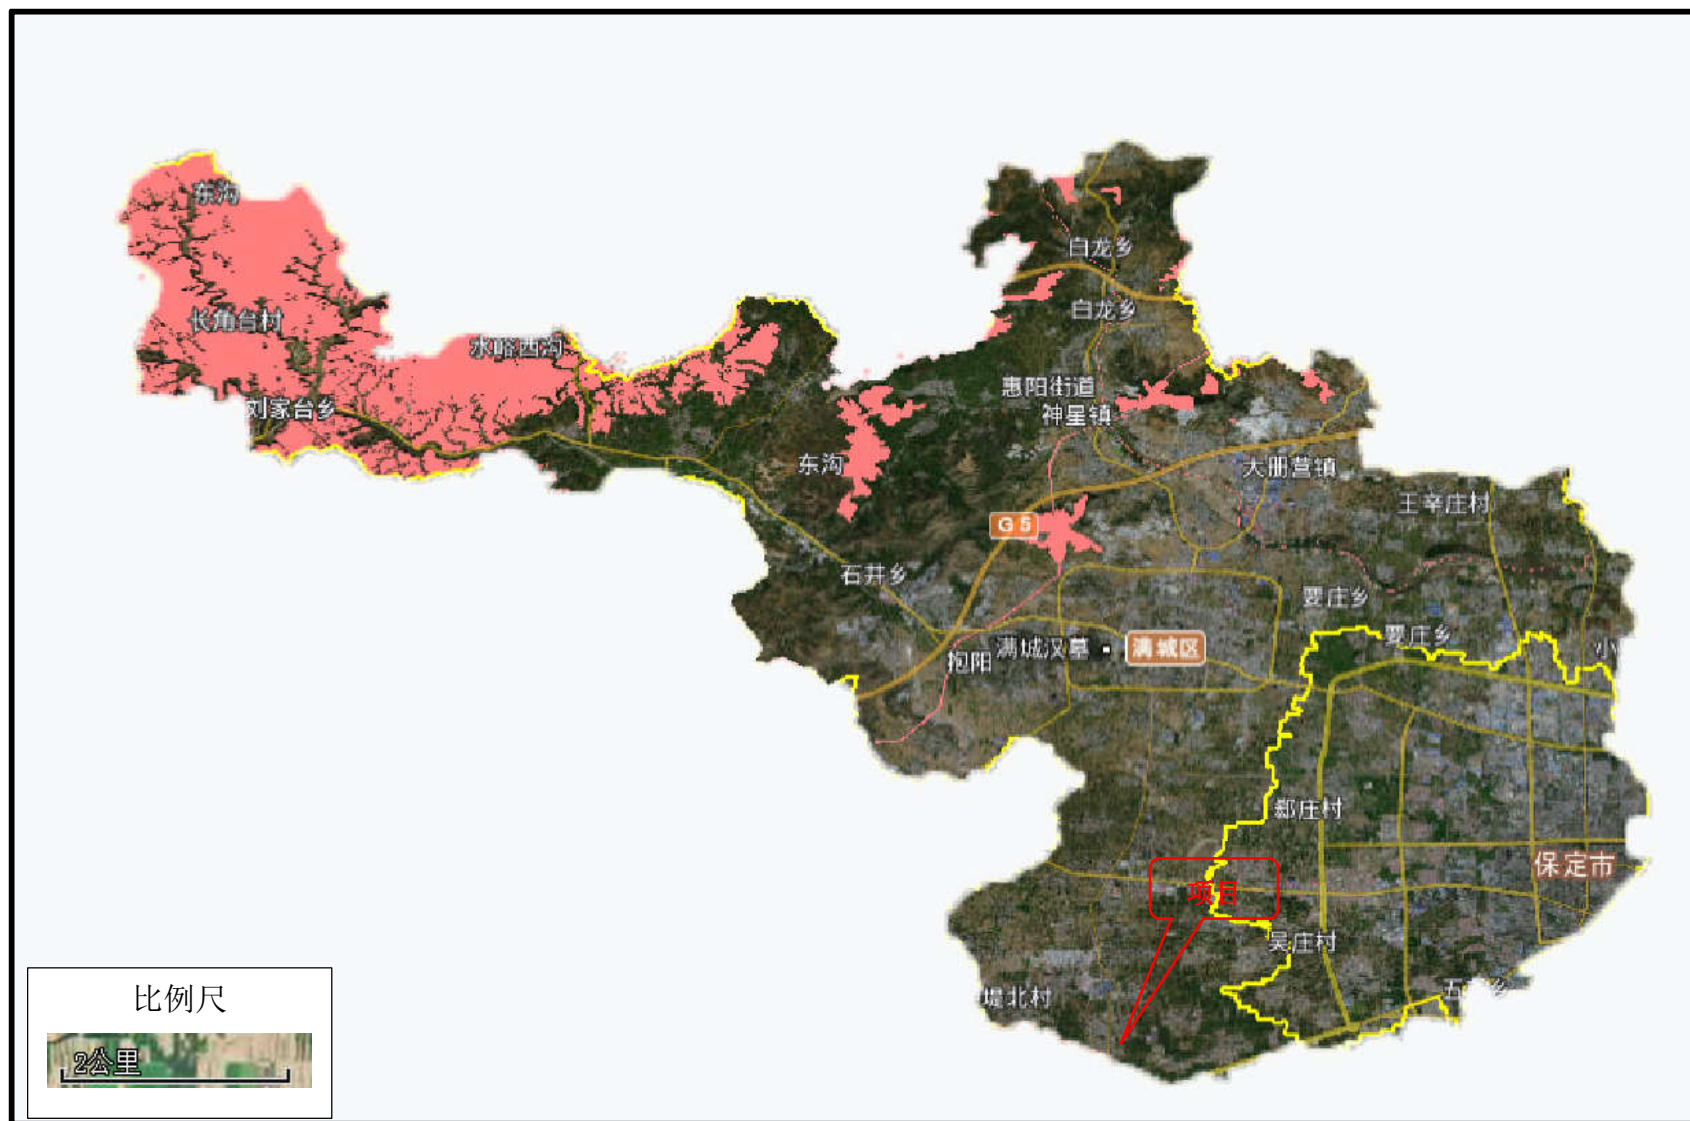 东沟
白龙乡
白龙乡
长角台村
水峪西沟
惠阳街道
刘家台乡
神星镇
东沟
大册营镇
王辛庄村
G5
石井乡
要庄乡
要庄乡
满城汉墓
满城区
小
抱阳
郄庄村
保定市
项目
吴庄村
堤北村
比例尺
2公里